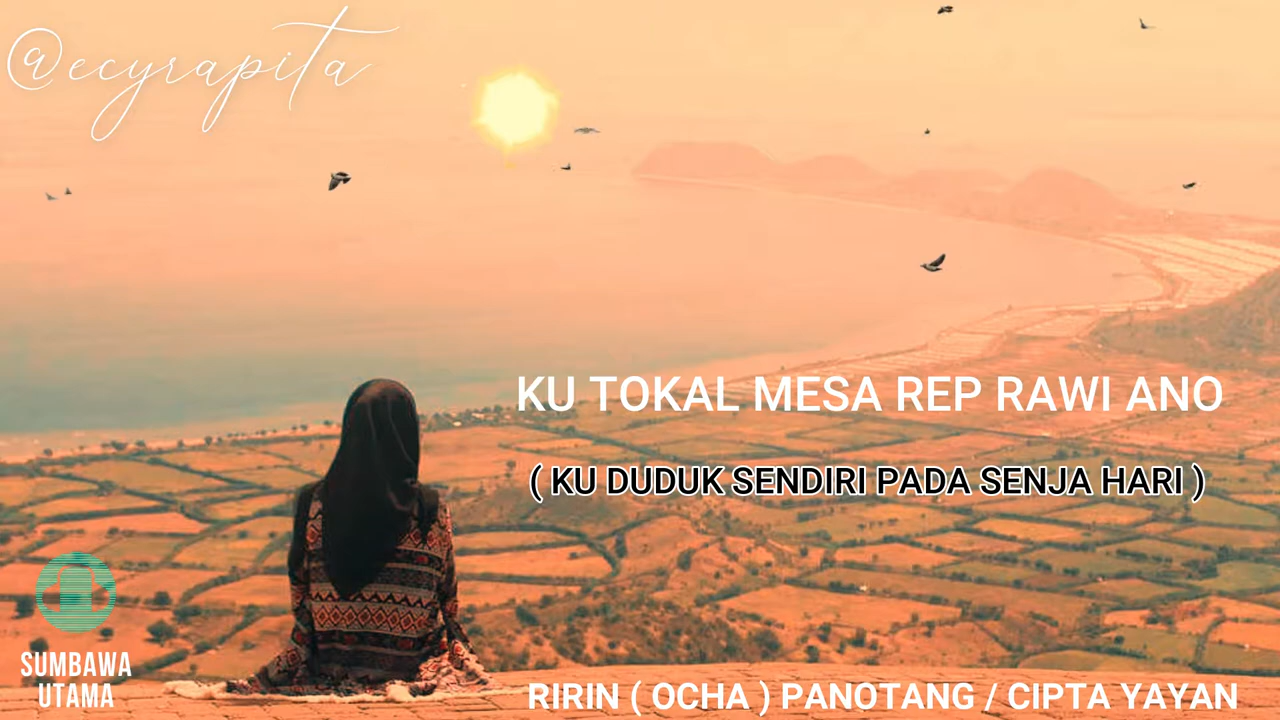 @ecyrapita
KU TOKAL MESA REP RAWI ANO
( KU DUDUK SENDIRI PADA SENJA HARI )
SUMBAWA
UTAMA
RIRIN ( OCHA ) PANOTANG / CIPTA YAYAN